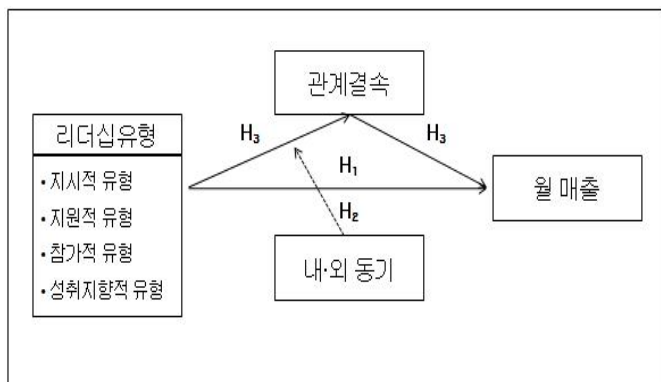 관계결속
리더십유형
H₃
H₃
• 지시적 유형
H₁
월 매출
• 지원적 유형
H₂
• 참가적 유형
내·외 동기
• 성취지향적 유형